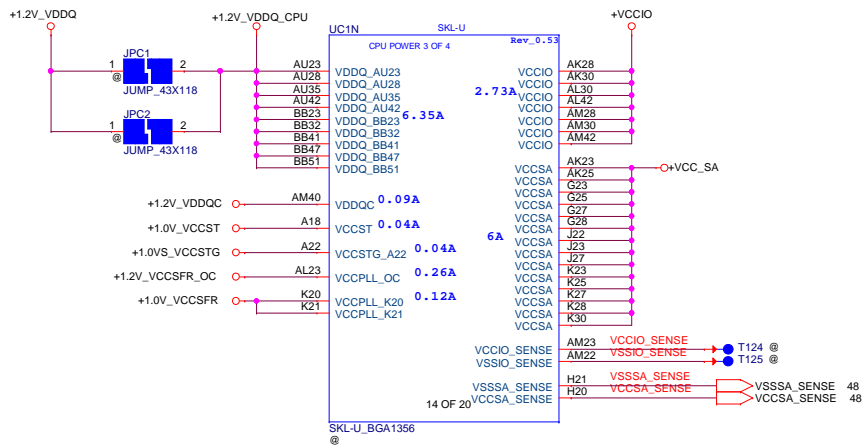 +1.2V_VDDQ
+1.2V_VDDQ_CPU
JPC1
1 2
@
JUMP_43X118
JPC2
1 2
@
JUMP_43X118
UC1N SKL-U
CPU POWER 3 OF 4
Rev_0.53
+VCCIO
AU23 VDDQ_AU23
AU28 VDDQ_AU28
AU35 VDDQ_AU35
AU42 VDDQ_AU42
BB23 VDDQ_BB23
BB32 VDDQ_BB32
BB41 VDDQ_BB41
BB47 VDDQ_BB47
BB51 VDDQ_BB51
6.35A
+1.2V_VDDQC AM40 VDDQC 0.09A
+1.0V_VCCST A18 VCCST 0.04A
+1.0VS_VCCSTG A22 VCCSTG_A22 0.04A
+1.2V_VCCSFR_OC AL23 VCCPLL_OC 0.26A
+1.0V_VCCSFR K20 VCCPLL_K20 0.12A
K21 VCCPLL_K21
2.73A
VCCIO AK28
VCCIO AK30
VCCIO AL30
VCCIO AL42
VCCIO AM28
VCCIO AM30
VCCIO AM42
VCCSA AK23 +VCC_SA
VCCSA AK25
VCCSA G23
VCCSA G25
VCCSA G27
VCCSA G28
6A
VCCSA J22
VCCSA J23
VCCSA J27
VCCSA K23
VCCSA K25
VCCSA K27
VCCSA K28
VCCSA K30
VCCIO_SENSE AM23 VCCIO_SENSE T124 @
VSSIO_SENSE AM22 VSSIO_SENSE T125 @
VSSSA_SENSE H21 VSSSA_SENSE VSSSA_SENSE 48
VCCSA_SENSE H20 VCCSA_SENSE VCCSA_SENSE 48
14 OF 20
SKL-U_BGA1356
@